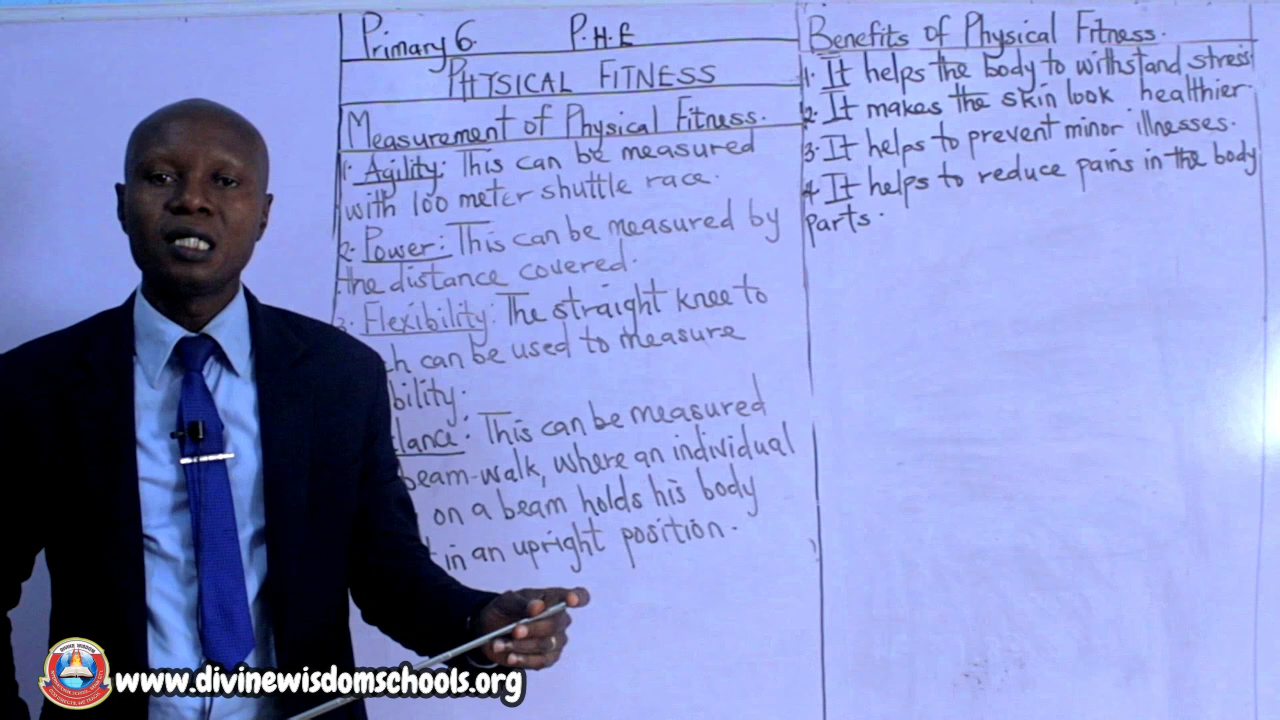 Primary 6. P.H.E
PHYSICAL FITNESS
Measurement of Physical Fitness.
1. Agility: This can be measured
with 100 meter shuttle race.
2. Power: This can be measured by
the distance covered.
3. Flexibility: The straight knee to
ch can be used to measure
bility.
lance: This can be measured
beam-walk, where an individual
on a beam holds his body
in an upright position.
Benefits of Physical Fitness.
1. It helps the body to withstand stress
2. It makes the skin look healthier.
3. It helps to prevent minor illnesses.
4. It helps to reduce pains in the body
parts.
www.divinewisdomschools.org